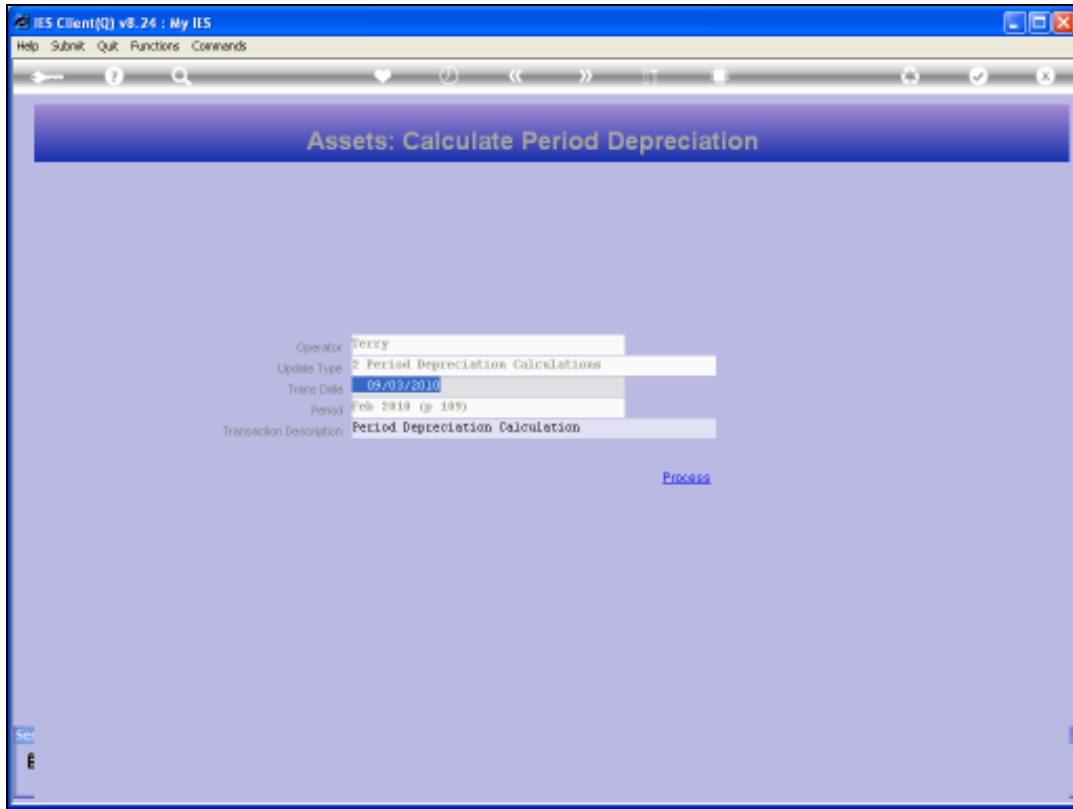 IES Client(Q) v8.24 : My IES
Help Submit Quit Functions Commands
Assets: Calculate Period Depreciation
Operator Terry
Update Type 2 Period Depreciation Calculations
Trans Date 09/03/2010
Period Feb 2010 (p 109)
Transaction Description Period Depreciation Calculation
Process
Ses